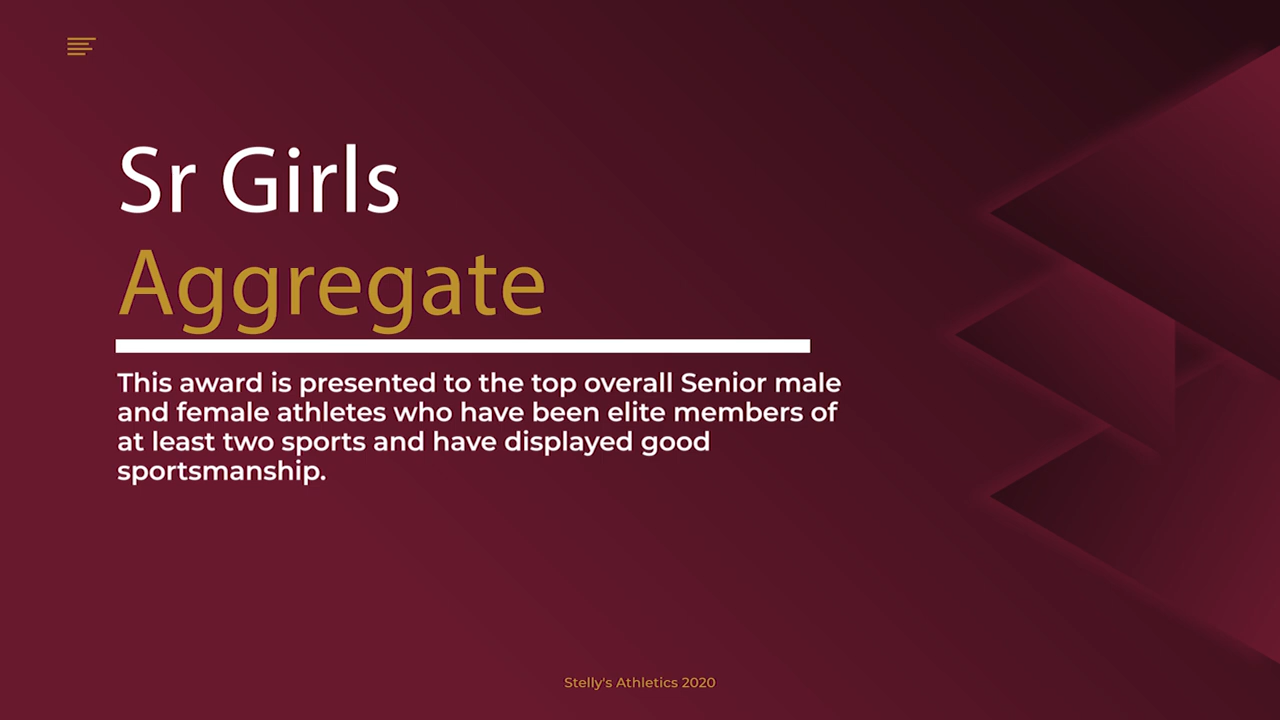 Sr Girls
Aggregate
This award is presented to the top overall Senior male
and female athletes who have been elite members of
at least two sports and have displayed good
sportsmanship.
Stelly's Athletics 2020